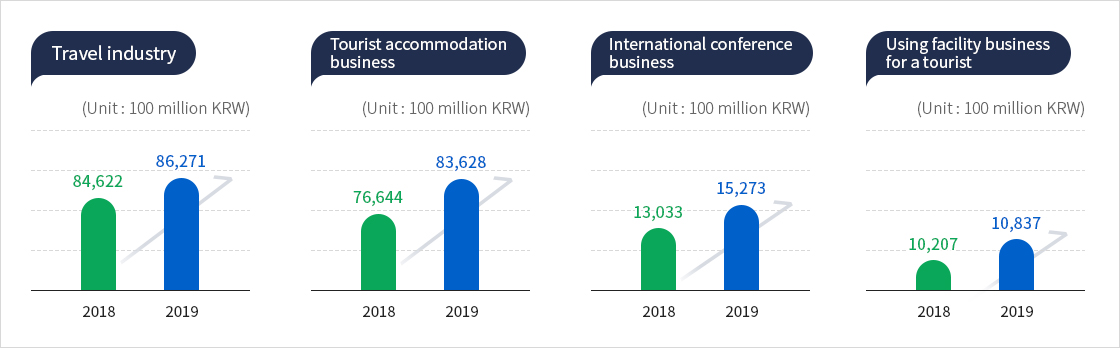 Travel industry
(Unit : 100 million KRW)
84,622
86,271
2018
2019
Tourist accommodation
business
(Unit : 100 million KRW)
76,644
83,628
2018
2019
International conference
business
(Unit : 100 million KRW)
13,033
15,273
2018
2019
Using facility business
for a tourist
(Unit : 100 million KRW)
10,207
10,837
2018
2019